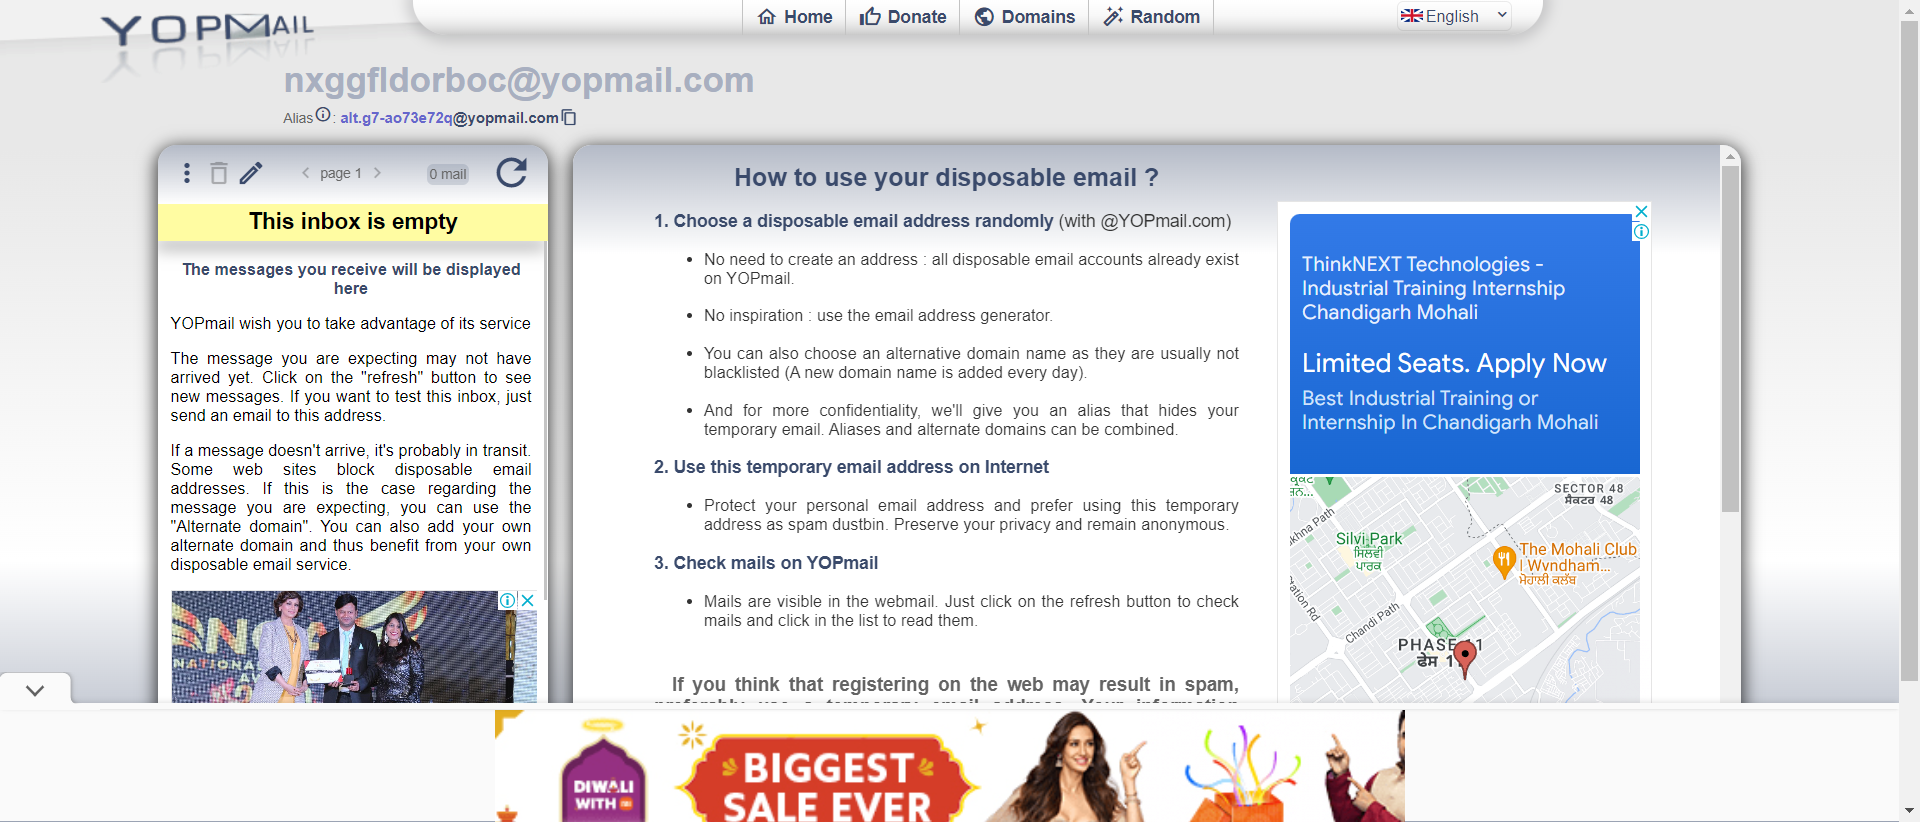 YOPMAIL
Home
Donate
Domains
Random
English
nxggfldorboc@yopmail.com
Alias : alt.g7-ao73e72q@yopmail.com
page 1
0 mail
This inbox is empty
The messages you receive will be displayed
here
YOPmail wish you to take advantage of its service
The message you are expecting may not have
arrived yet. Click on the "refresh" button to see
new messages. If you want to test this inbox, just
send an email to this address.
If a message doesn't arrive, it's probably in transit.
Some web sites block disposable email
addresses. If this is the case regarding the
message you are expecting, you can use the
"Alternate domain". You can also add your own
alternate domain and thus benefit from your own
disposable email service.
NATIONAL
How to use your disposable email ?
1. Choose a disposable email address randomly (with @YOPmail.com)
• No need to create an address : all disposable email accounts already exist
on YOPmail.
• No inspiration : use the email address generator.
• You can also choose an alternative domain name as they are usually not
blacklisted (A new domain name is added every day).
• And for more confidentiality, we'll give you an alias that hides your
temporary email. Aliases and alternate domains can be combined.
2. Use this temporary email address on Internet
• Protect your personal email address and prefer using this temporary
address as spam dustbin. Preserve your privacy and remain anonymous.
3. Check mails on YOPmail
• Mails are visible in the webmail. Just click on the refresh button to check
mails and click in the list to read them.
If you think that registering on the web may result in spam,
preferably use a temporary email address. Your information
ThinkNEXT Technologies -
Industrial Training Internship
Chandigarh Mohali
Limited Seats. Apply Now
Best Industrial Training or
Internship In Chandigarh Mohali
SECTOR 48
ਸੈਕਟਰ 48
khna Path
Silvi Park
ਸਿਲਵੀ
ਪਾਰਕ
The Mohali Club
| Wyndham...
ਮੋਹਾਲੀ ਕਲੱਬ
tation Rd
Chandi Path
PHASE 11
ਫੇਸ 11
DIWALI
WITH mi
BIGGEST
SALE EVER